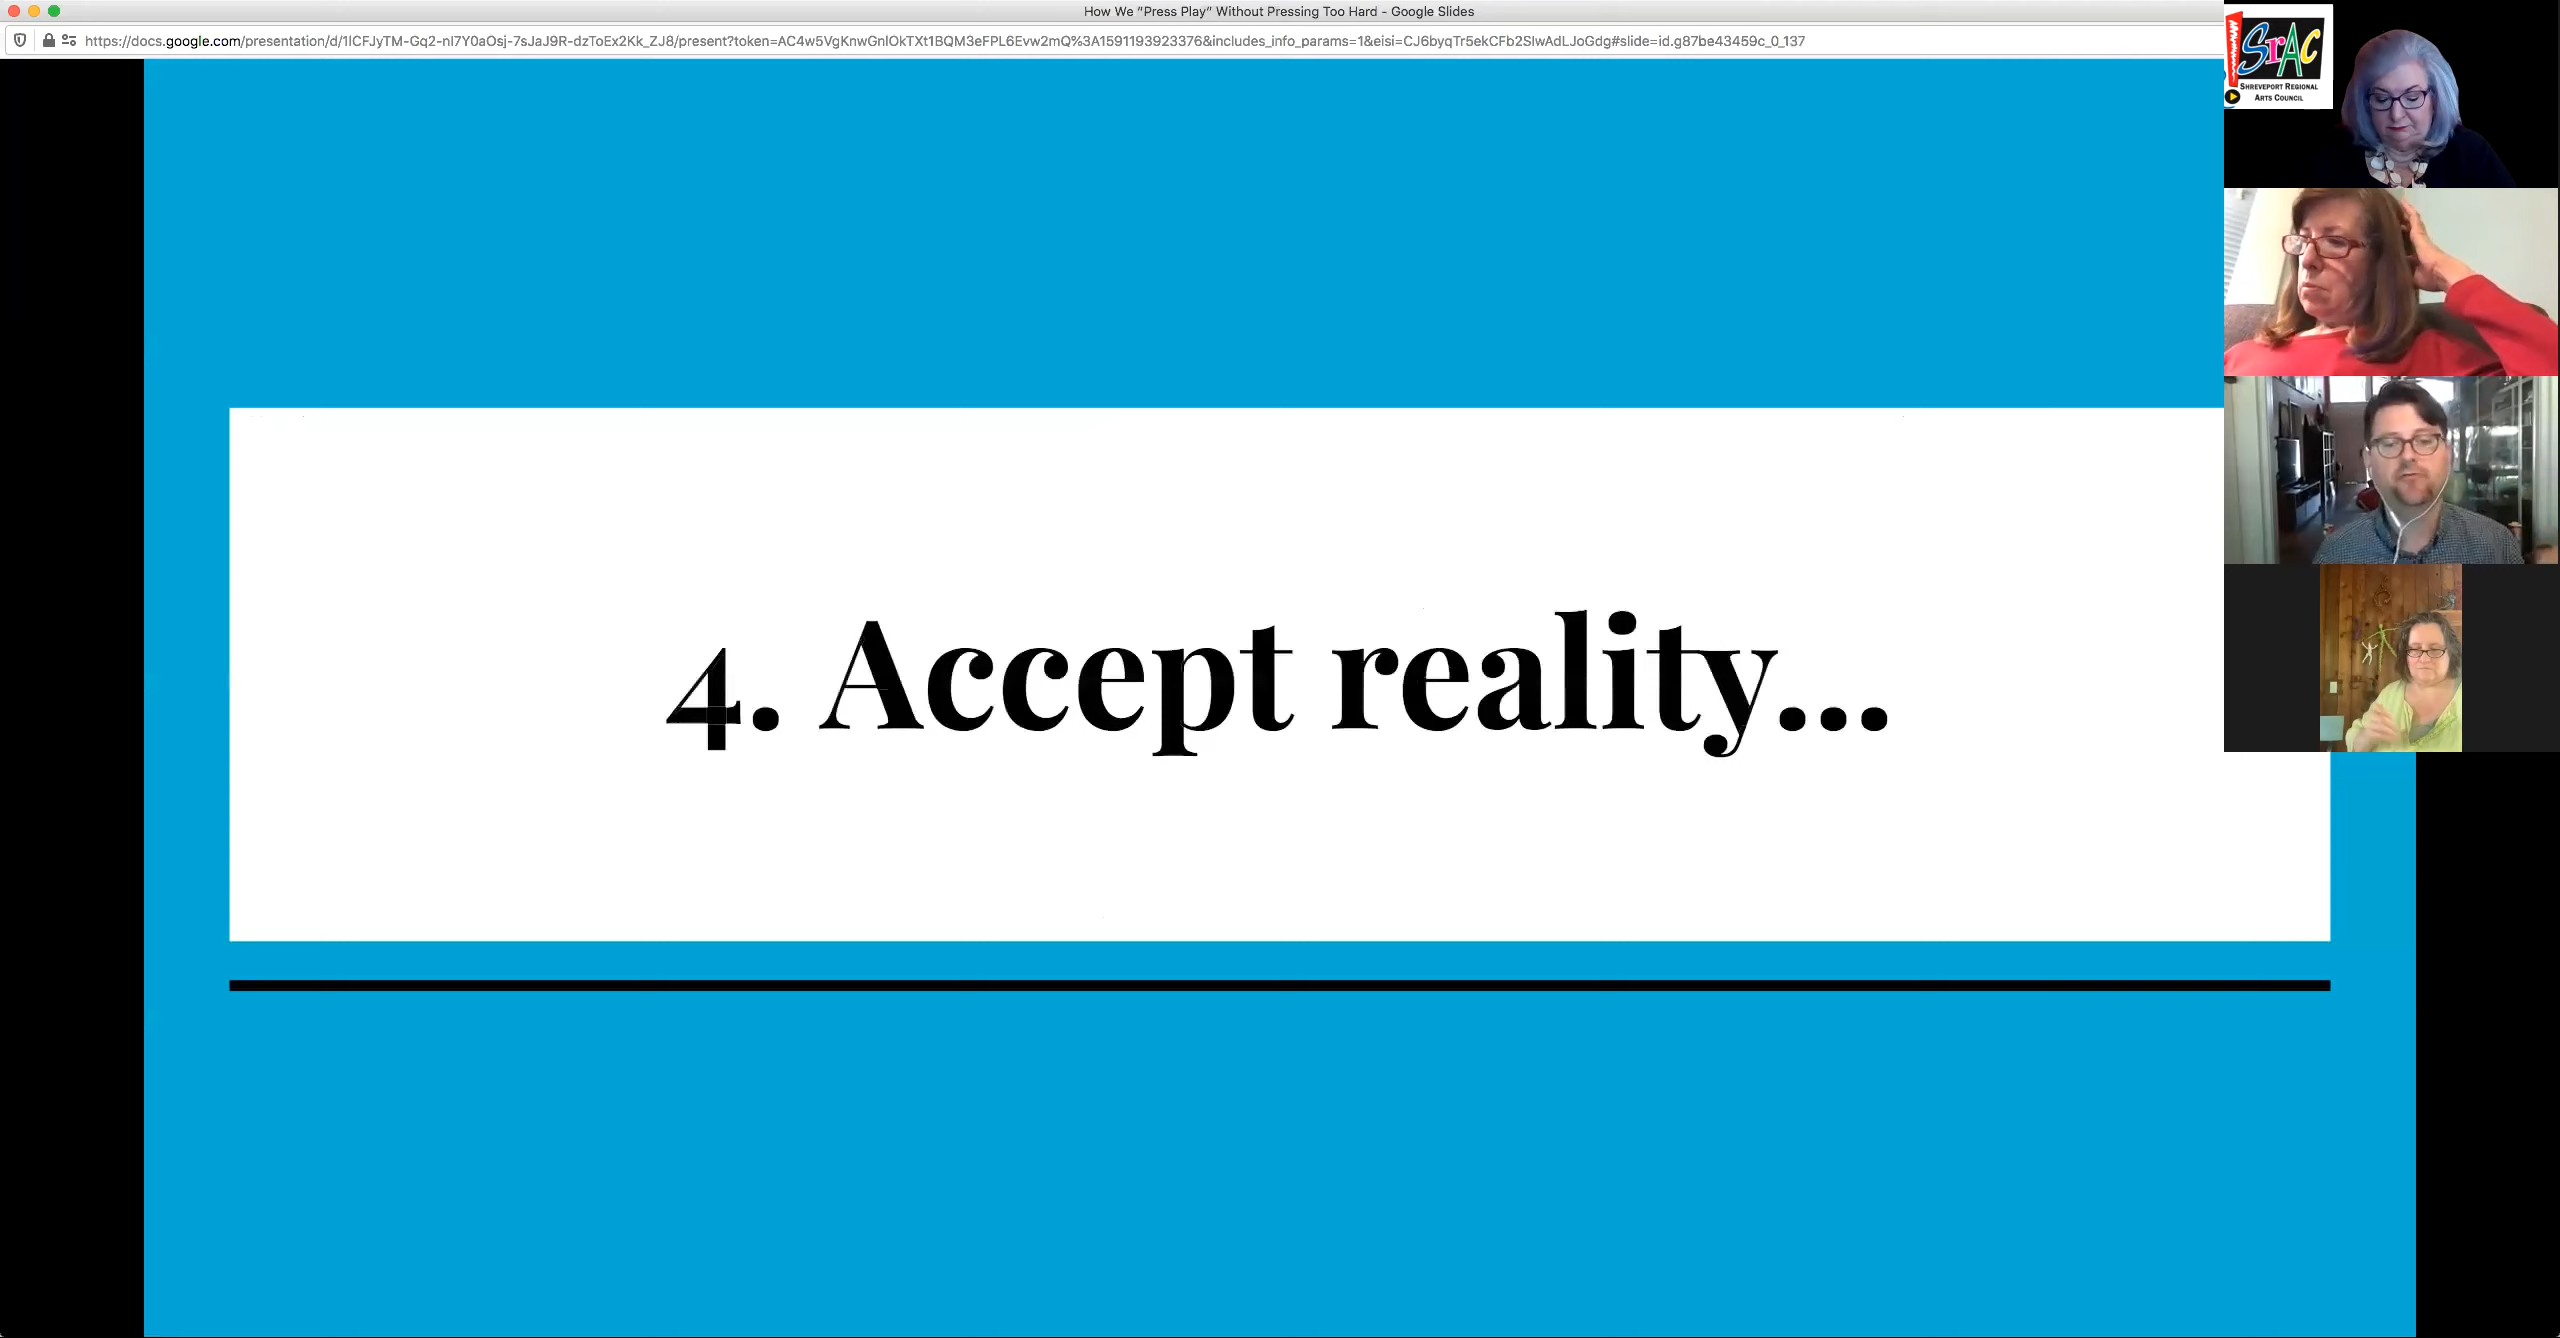 How We "Press Play" Without Pressing Too Hard - Google Slides
https://docs.google.com/presentation/d/1lCFJyTM-Gq2-nI7Y0aOsj-7sJaJ9R-dzToEx2Kk_ZJ8/present?token=AC4w5VgKnwGnlOkTXt1BQM3eFPL6Evw2mQ%3A1591193923376&includes_info_params=1&eisi=CJ6byqTr5ekCFb2SlwAdLJoGdg#slide=id.g87be43459c_0_137
SrAC
SHREVEPORT REGIONAL
ARTS COUNCIL
4. Accept reality...